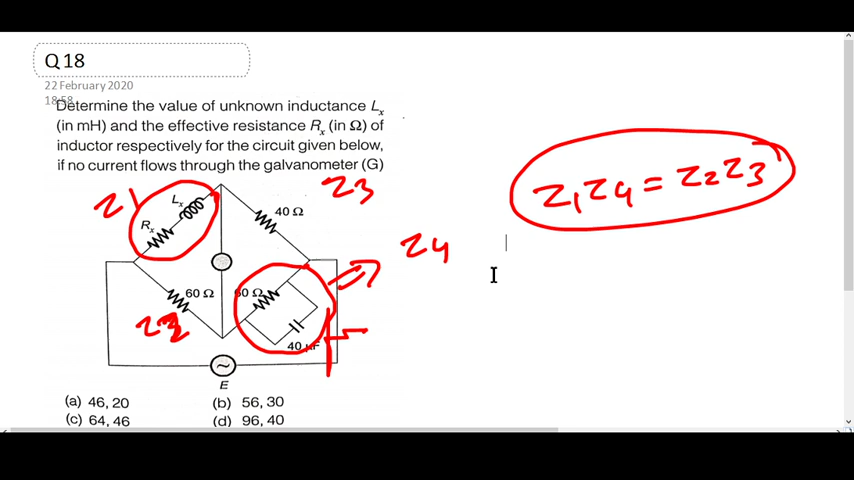 Q 18
22 February 2020
18:58
Determine the value of unknown inductance Lx
(in mH) and the effective resistance Rx (in Ω) of
inductor respectively for the circuit given below,
if no current flows through the galvanometer (G)
Z1
Lx
Rx
Z3
40 Ω
Z1Z4 = Z2Z3
Z4
60 Ω
Z2
40 μF
E
(a) 46, 20
(b) 56, 30
(c) 64, 46
(d) 96, 40